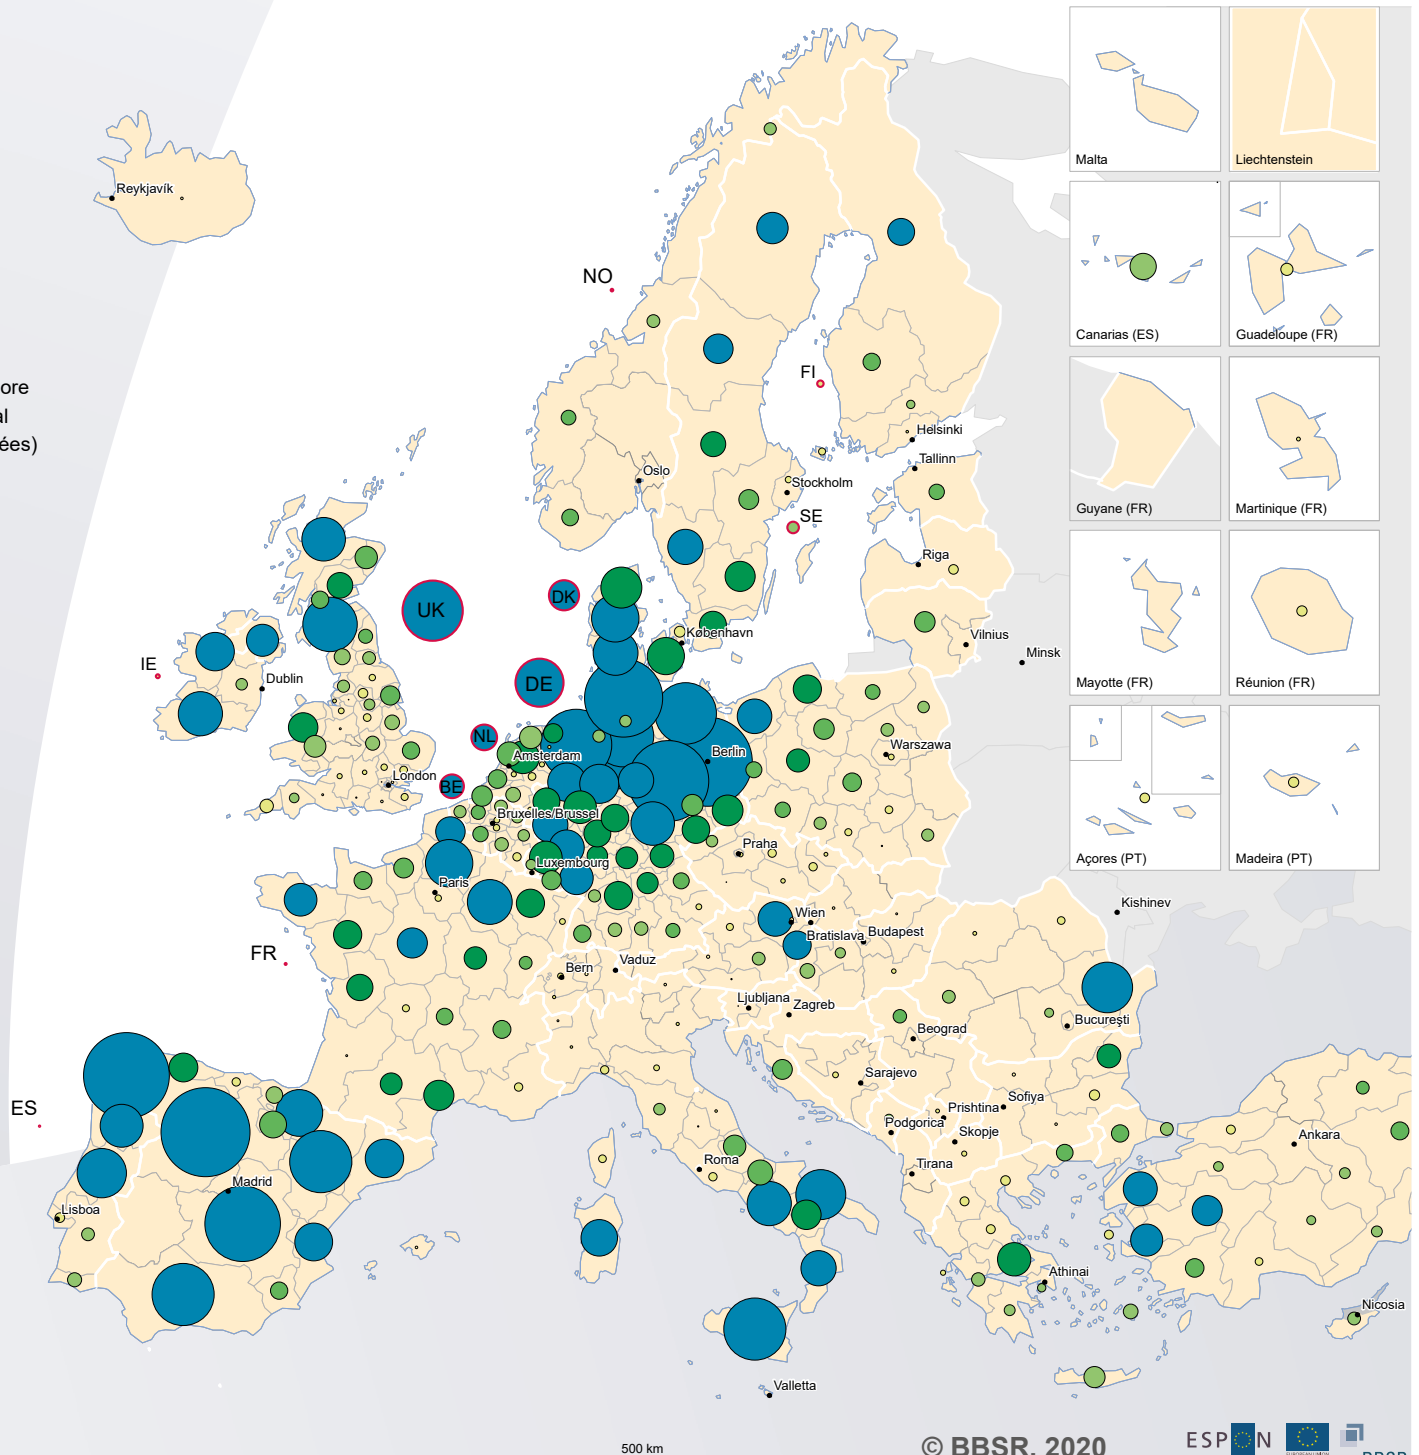 Malta
Liechtenstein
Reykjavík
NO
Canarias (ES)
Guadeloupe (FR)
FI
ore
al
ées)
Helsinki
Tallinn
Oslo
Stockholm
SE
Guyane (FR)
Martinique (FR)
Riga
UK
DK
København
Vilnius
Minsk
IE
Dublin
DE
Mayotte (FR)
Réunion (FR)
NL
Amsterdam
Berlin
Warszawa
London
BE
Bruxelles/Brussel
Praha
Luxembourg
Açores (PT)
Madeira (PT)
Paris
Kishinev
Wien
Bratislava
Budapest
FR
Bern
Vaduz
Ljubljana
Zagreb
Bucureşti
Beograd
Sarajevo
ES
Prishtina
Sofiya
Podgorica
Skopje
Ankara
Roma
Tirana
Madrid
Lisboa
Athinai
Nicosia
Valletta
500 km
© BBSR, 2020
ESP N